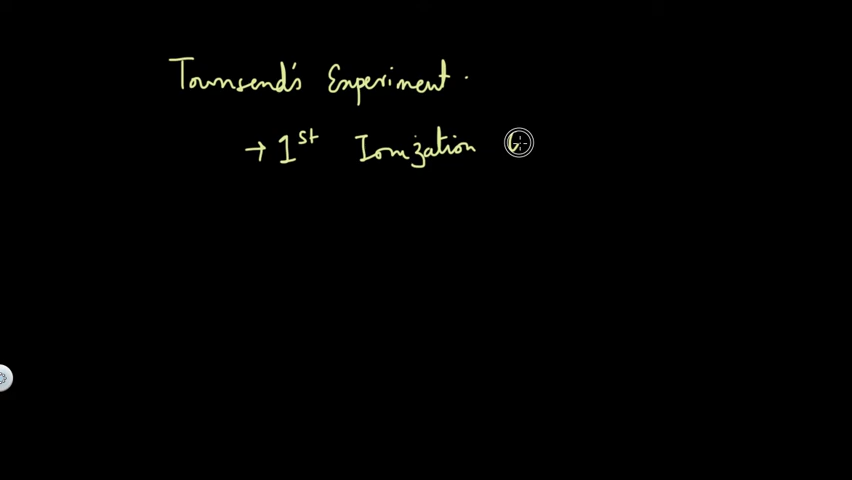 Townsend's Experiment.
→ 1st Ionization